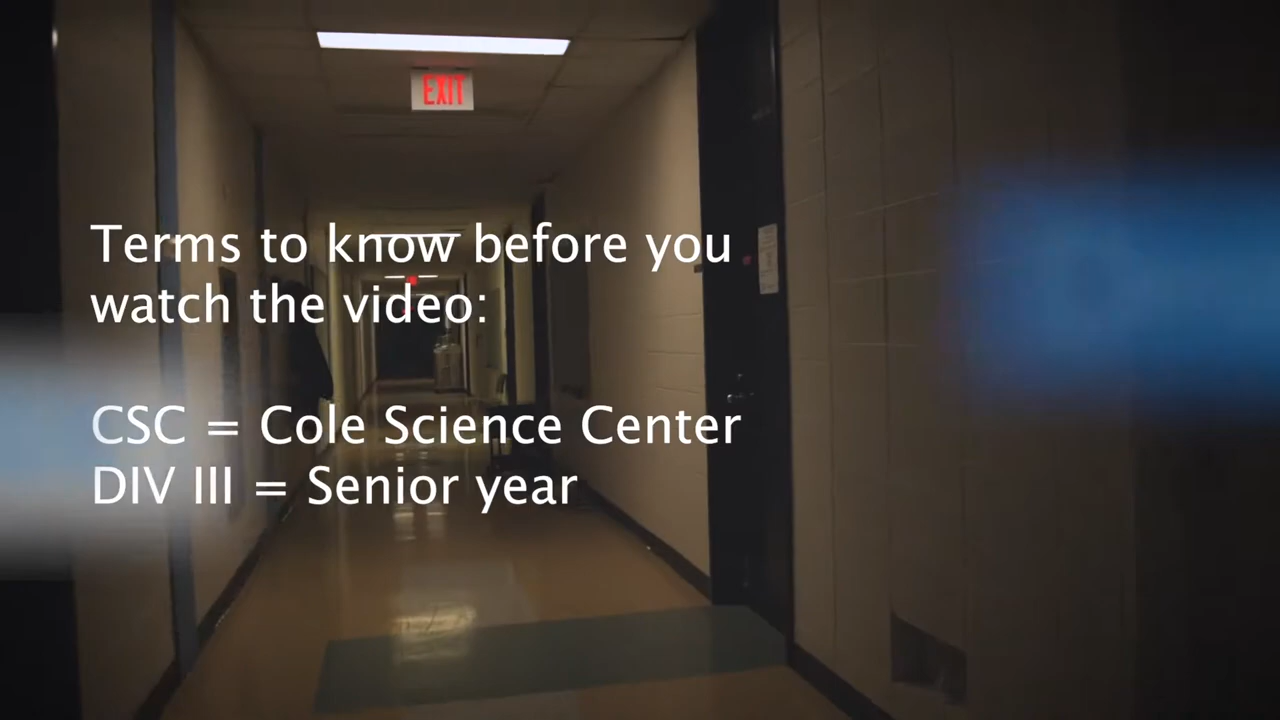 EXIT
Terms to know before you
watch the video:
CSC = Cole Science Center
DIV III = Senior year